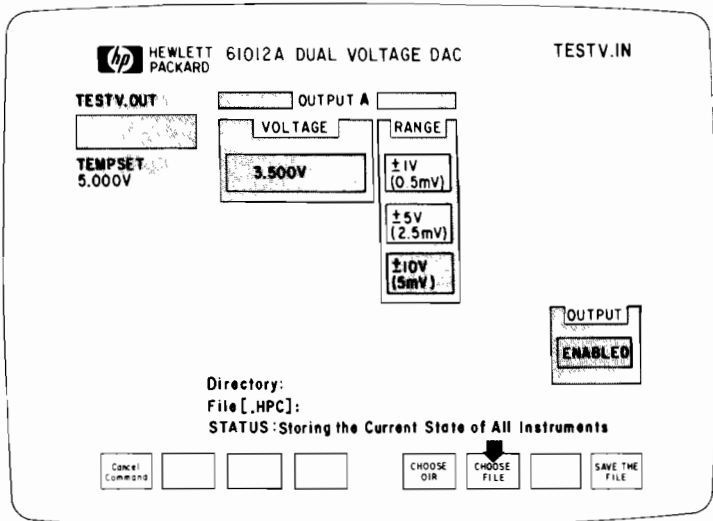 hp HEWLETT PACKARD 61012A DUAL VOLTAGE DAC TESTV.IN
TESTV.OUT
OUTPUT A
VOLTAGE
RANGE
TEMPSET
5.000V
3.500V
±1V
(0.5mV)
±5V
(2.5mV)
±10V
(5mV)
OUTPUT
ENABLED
Directory:
File[.HPC]:
STATUS:Storing the Current State of All Instruments
Cancel
Command
CHOOSE
DIR
CHOOSE
FILE
SAVE THE
FILE